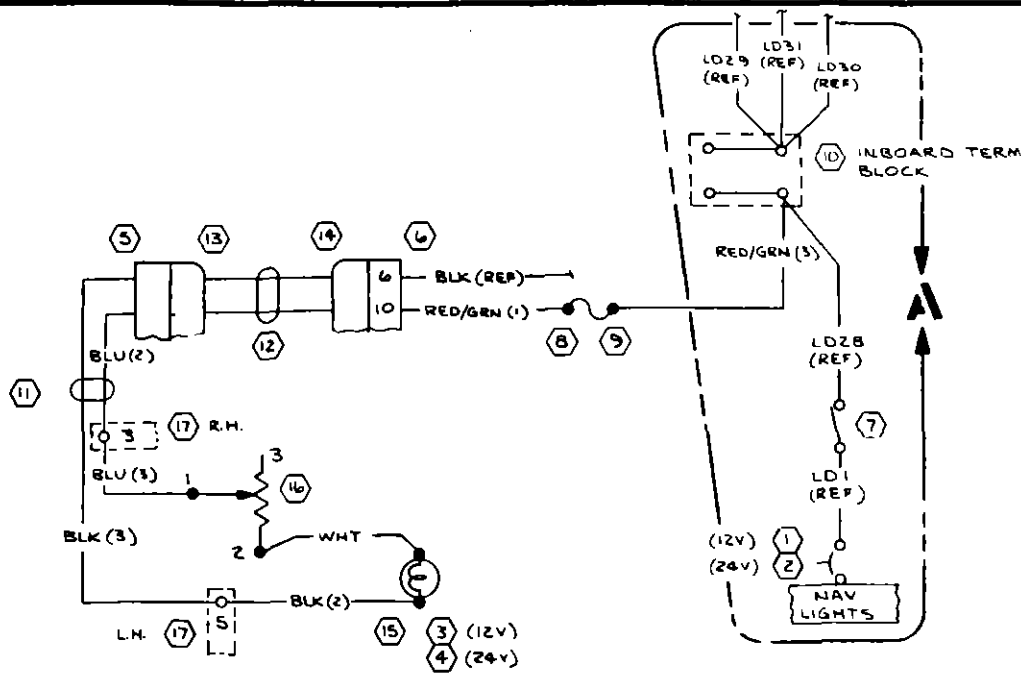 LD29
(REF)
LD31
(REF)
LD30
(REF)
10 INBOARD TERM
BLOCK
5 13 14 6
6 BLK (REF)
RED/GRN (3)
10 RED/GRN (1)
8 9
12
BLU(2)
11
LD28
(REF)
7
3 17 R.H.
BLU (3)
1
3
16
LD1
(REF)
BLK (3)
2 WHT
(12V) 1
(24V) 2
NAV
LIGHTS
BLK(2)
L.H. 17 5
15 3 (12V)
4 (24V)